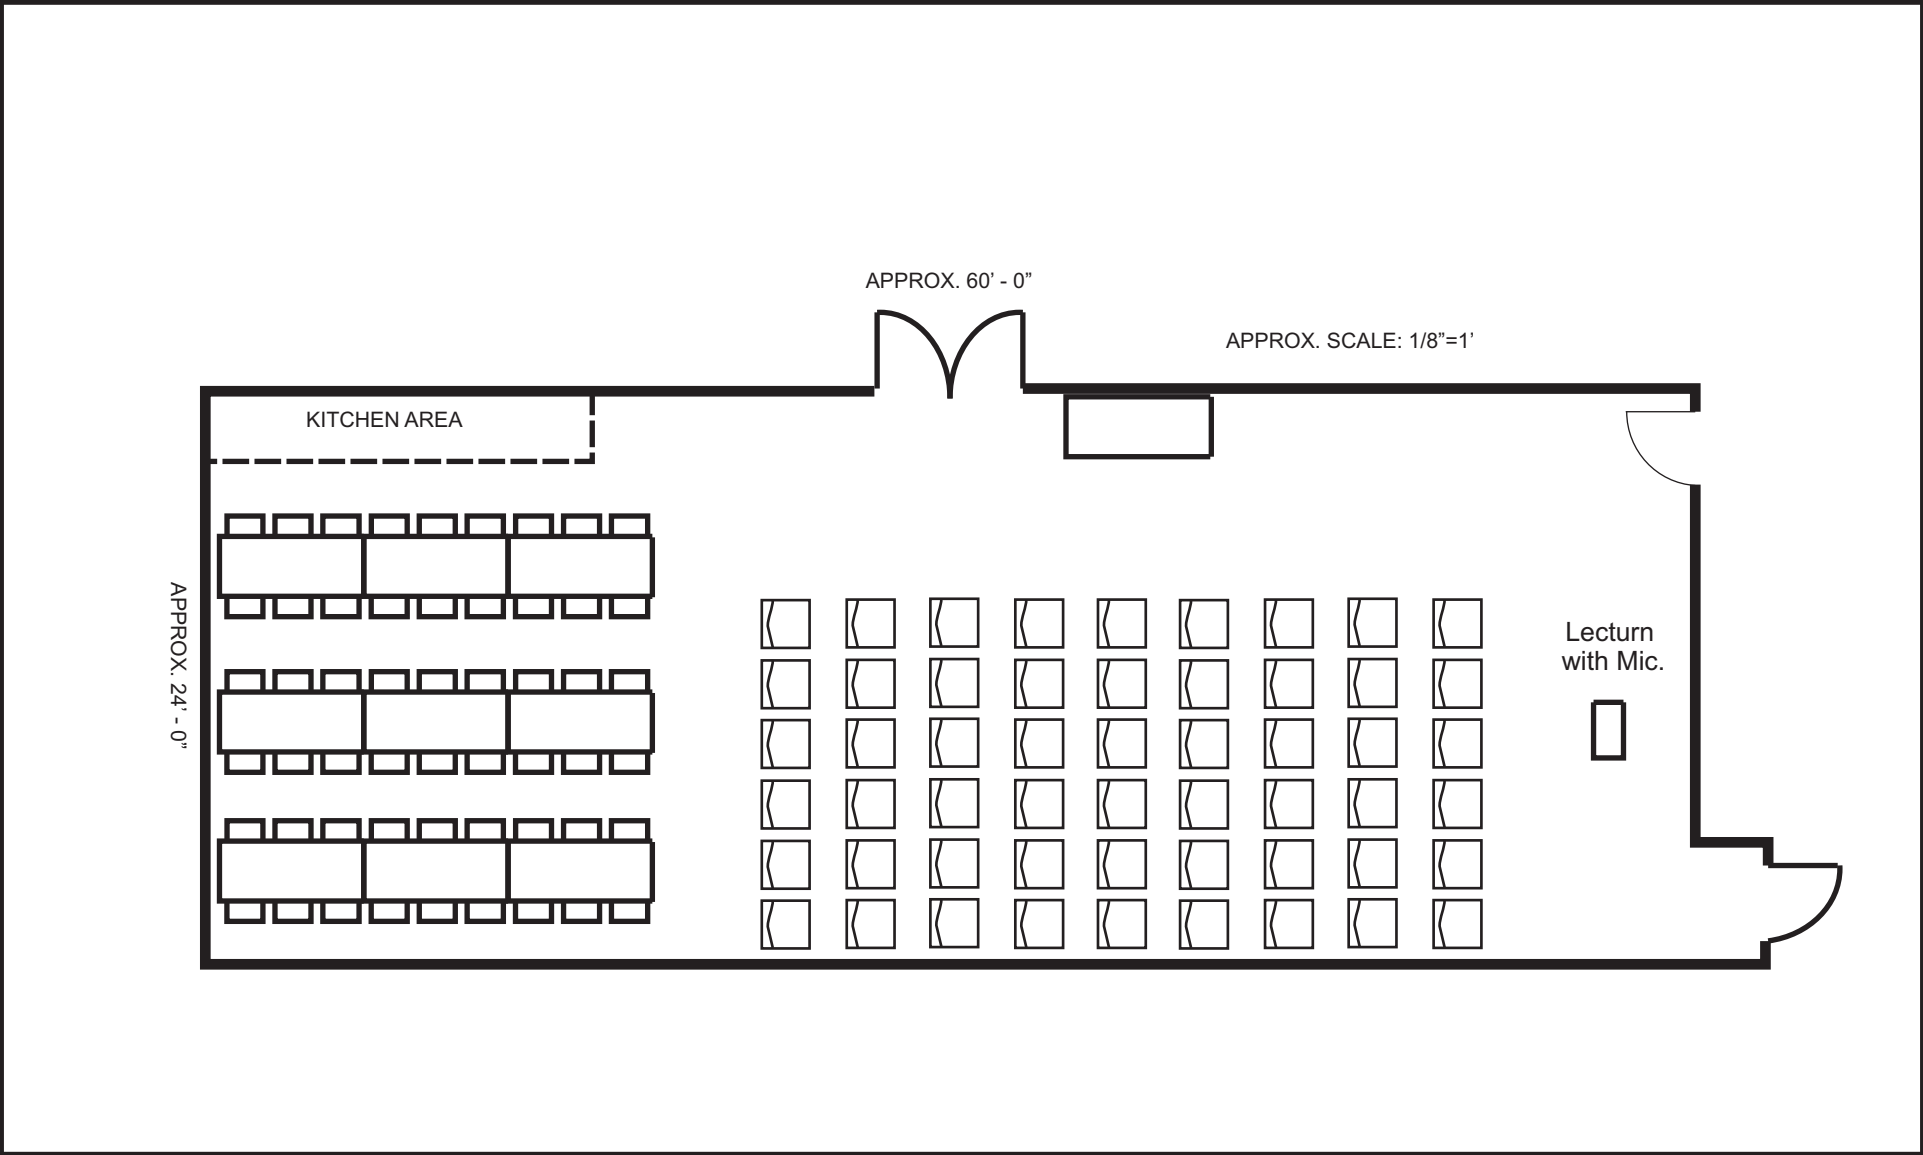 APPROX. 60’ - 0”
APPROX. SCALE: 1/8”=1’
KITCHEN AREA
APPROX. 24’ - 0”
Lecturn
with Mic.